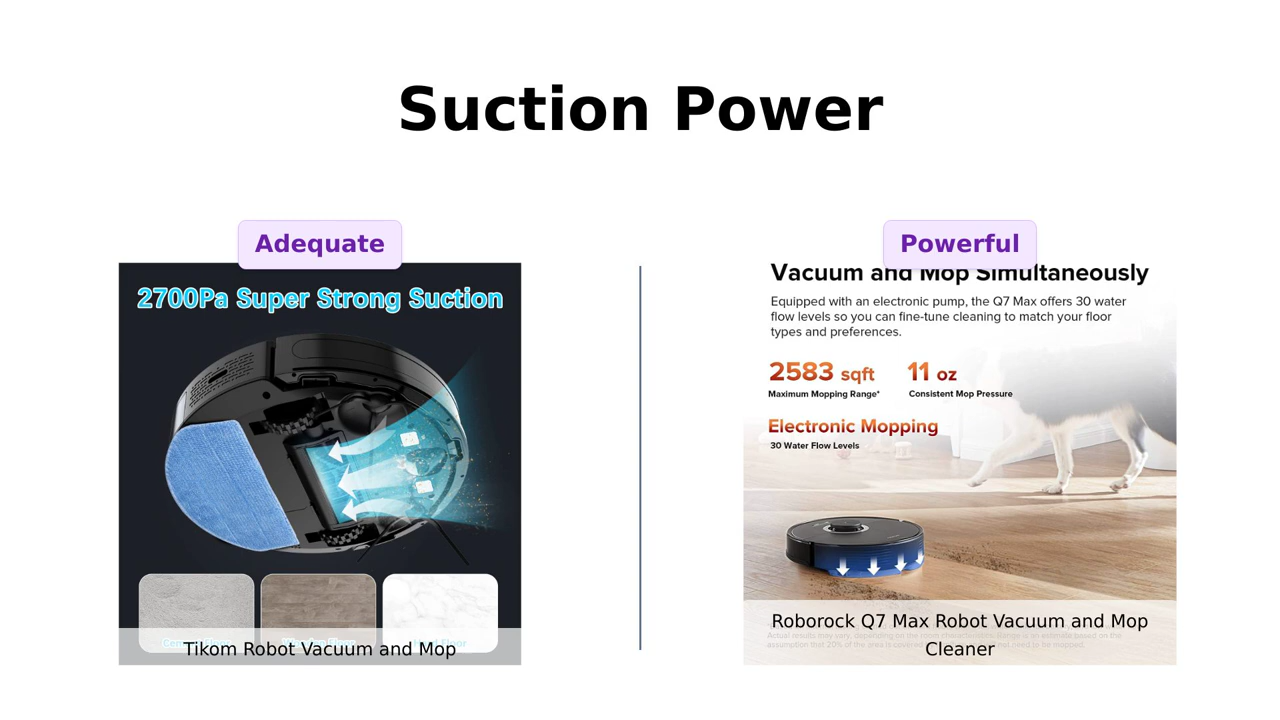 Suction Power
Adequate
2700Pa Super Strong Suction
Tikom Robot Vacuum and Mop
Powerful
Vacuum and Mop Simultaneously
Equipped with an electronic pump, the Q7 Max offers 30 water
flow levels so you can fine-tune cleaning to match your floor
types and preferences.
2583 sqft
11 oz
Maximum Mopping Range*
Consistent Mop Pressure
Electronic Mopping
30 Water Flow Levels
Roborock Q7 Max Robot Vacuum and Mop
Cleaner